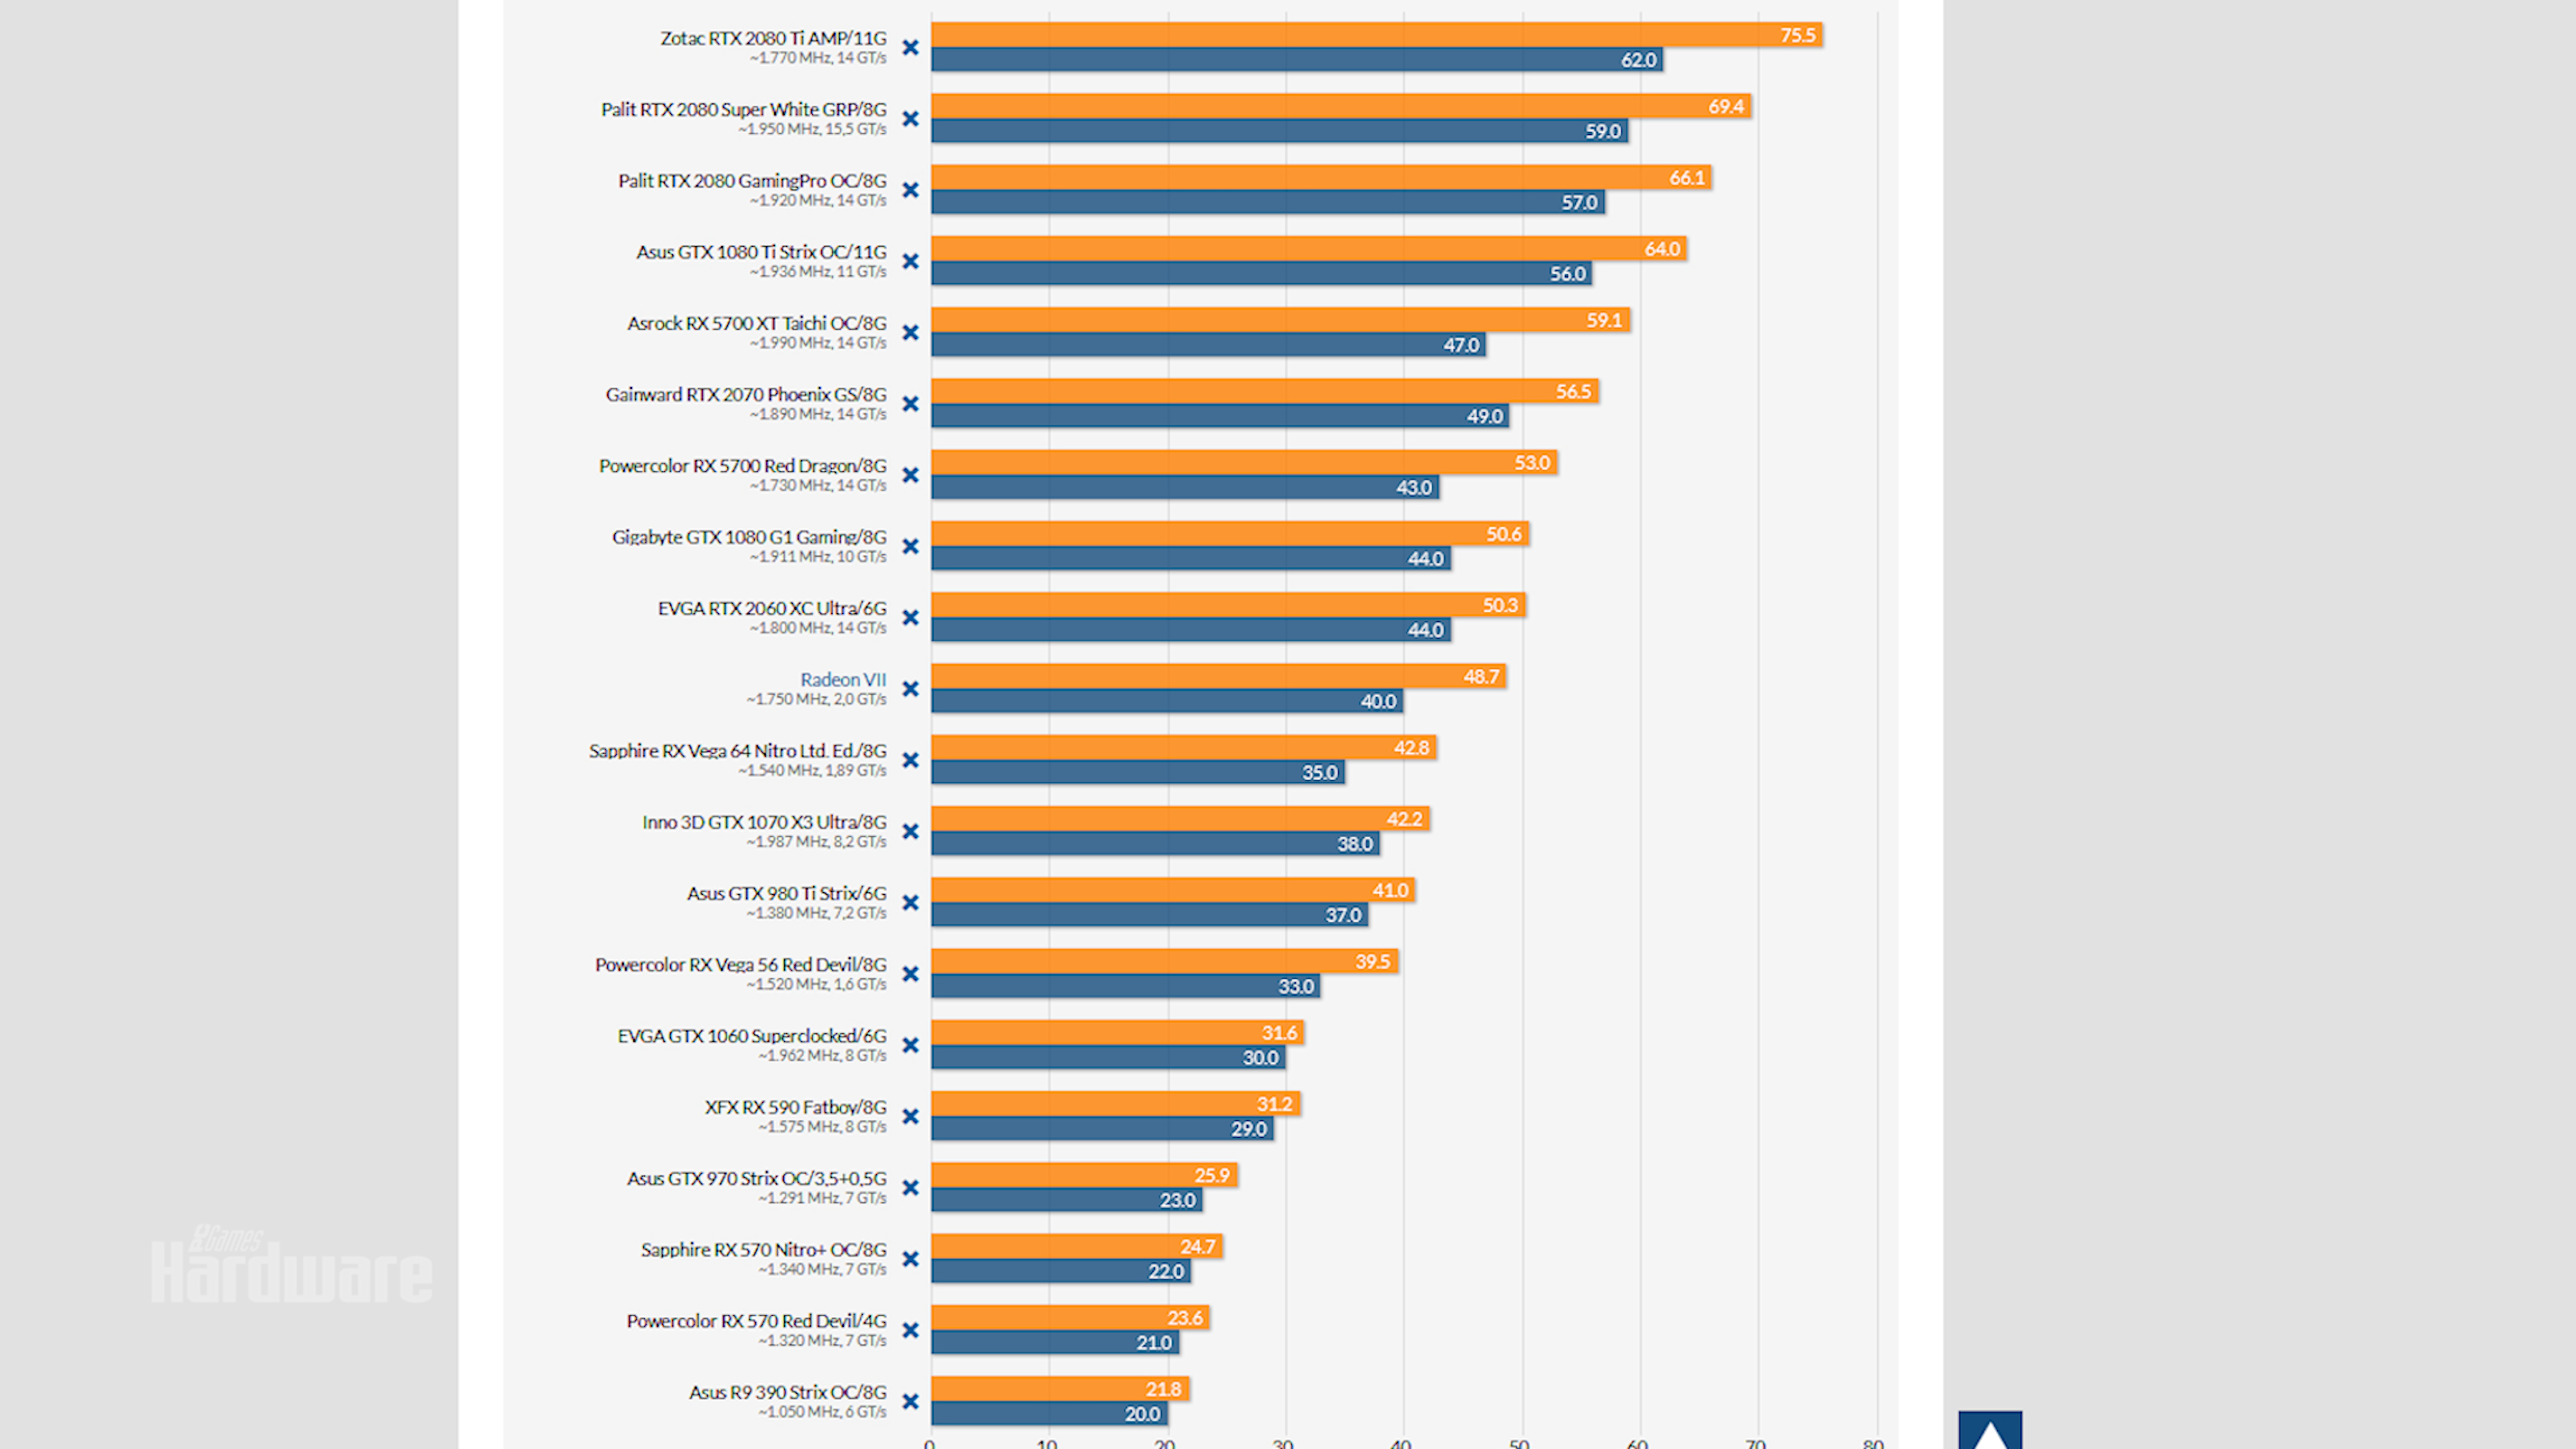 Zotac RTX 2080 Ti AMP/11G
~1.770 MHz, 14 GT/s
75.5
62.0
Palit RTX 2080 Super White GRP/8G
~1.950 MHz, 15,5 GT/s
69.4
59.0
Palit RTX 2080 GamingPro OC/8G
~1.920 MHz, 14 GT/s
66.1
57.0
Asus GTX 1080 Ti Strix OC/11G
~1.936 MHz, 11 GT/s
64.0
56.0
Asrock RX 5700 XT Taichi OC/8G
~1.990 MHz, 14 GT/s
59.1
47.0
Gainward RTX 2070 Phoenix GS/8G
~1.890 MHz, 14 GT/s
56.5
49.0
Powercolor RX 5700 Red Dragon/8G
~1.730 MHz, 14 GT/s
53.0
43.0
Gigabyte GTX 1080 G1 Gaming/8G
~1.911 MHz, 10 GT/s
50.6
44.0
EVGA RTX 2060 XC Ultra/6G
~1.800 MHz, 14 GT/s
50.3
44.0
Radeon VII
~1.750 MHz, 2,0 GT/s
48.7
40.0
Sapphire RX Vega 64 Nitro Ltd. Ed./8G
~1.540 MHz, 1,89 GT/s
42.8
35.0
Inno 3D GTX 1070 X3 Ultra/8G
~1.987 MHz, 8,2 GT/s
42.2
38.0
Asus GTX 980 Ti Strix/6G
~1.380 MHz, 7,2 GT/s
41.0
37.0
Powercolor RX Vega 56 Red Devil/8G
~1.520 MHz, 1,6 GT/s
39.5
33.0
EVGA GTX 1060 Superclocked/6G
~1.962 MHz, 8 GT/s
31.6
30.0
XFX RX 590 Fatboy/8G
~1.575 MHz, 8 GT/s
31.2
29.0
Asus GTX 970 Strix OC/3,5+0,5G
~1.291 MHz, 7 GT/s
25.9
23.0
Sapphire RX 570 Nitro+ OC/8G
~1.340 MHz, 7 GT/s
24.7
22.0
Powercolor RX 570 Red Devil/4G
~1.320 MHz, 7 GT/s
23.6
21.0
Asus R9 390 Strix OC/8G
~1.050 MHz, 6 GT/s
21.8
20.0
0 10 20 30 40 50 60 70 80
Games
Hardware